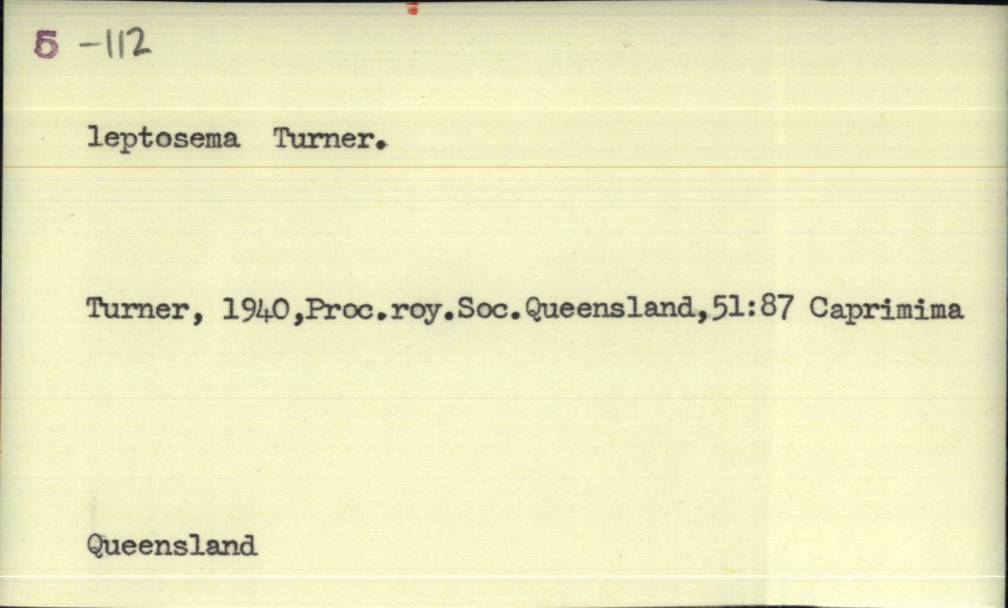 5 -112
leptosema Turner.
Turner, 1940,Proc.roy.Soc.Queensland,51:87 Caprimima
Queensland